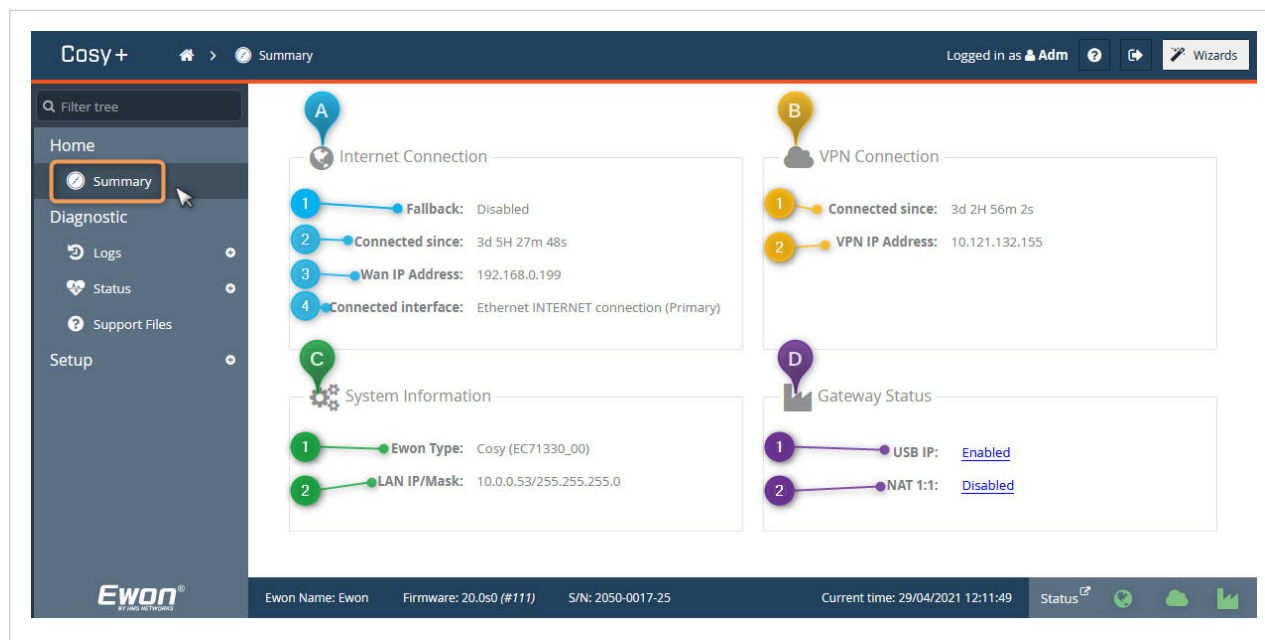 Cosy+ > Summary Logged in as Adm ? Wizards
Filter tree
Home
Summary
Diagnostic
Logs
Status
Support Files
Setup
Ewon®
BY HMS NETWORKS
A
Internet Connection
1 Fallback: Disabled
2 Connected since: 3d 5H 27m 48s
3 Wan IP Address: 192.168.0.199
4 Connected interface: Ethernet INTERNET connection (Primary)
B
VPN Connection
1 Connected since: 3d 2H 56m 2s
2 VPN IP Address: 10.121.132.155
C
System Information
1 Ewon Type: Cosy (EC71330_00)
2 LAN IP/Mask: 10.0.0.53/255.255.255.0
D
Gateway Status
1 USB IP: Enabled
2 NAT 1:1: Disabled
Ewon Name: Ewon Firmware: 20.0s0 (#111) S/N: 2050-0017-25 Current time: 29/04/2021 12:11:49 Status